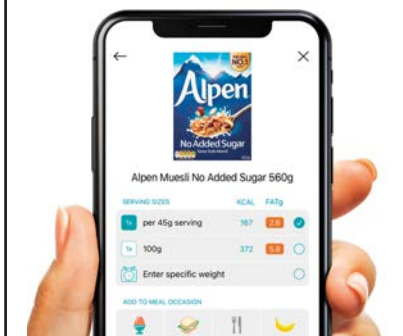 Alpen
No Added Sugar
Alpen Muesli No Added Sugar 560g
SERVING SIZES KCAL FATg
1x per 45g serving 167 2.6
1x 100g 372 5.8
Enter specific weight
ADD TO MEAL OCCASION